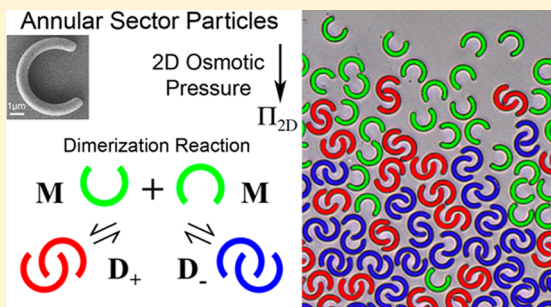 Annular Sector Particles
2D Osmotic
Pressure
1μm
Π2D
Dimerization Reaction
M + M
D+ D-